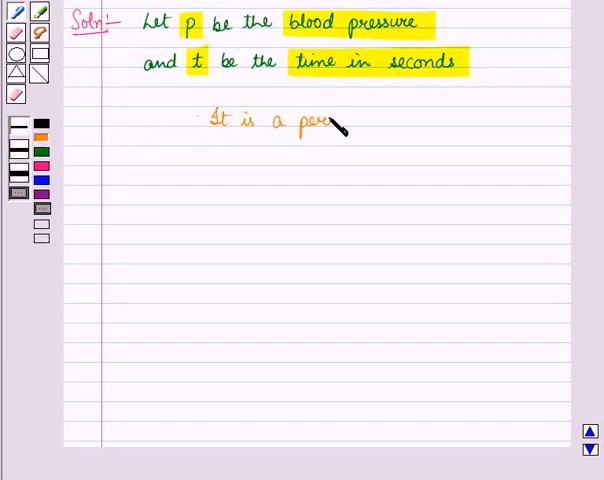 Soln:- Let p be the blood pressure
and t be the time in seconds
It is a per